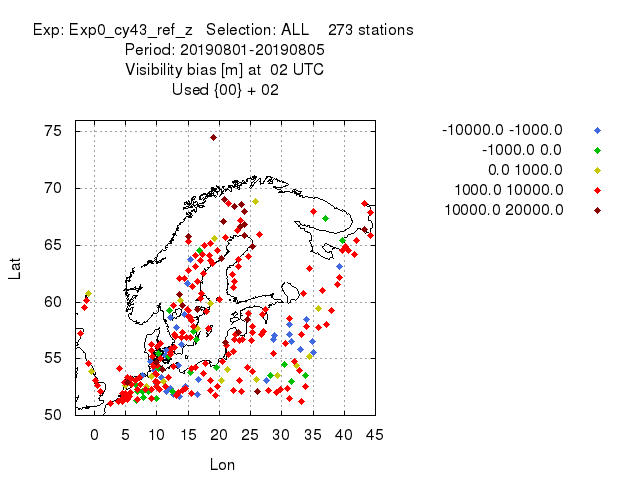 Exp: Exp0_cy43_ref_z   Selection: ALL    273 stations
Period: 20190801-20190805
Visibility bias [m] at  02 UTC
Used {00} + 02
-10000.0 -1000.0
-1000.0 0.0
0.0 1000.0
1000.0 10000.0
10000.0 20000.0
75
70
65
60
55
50
Lat
0 5 10 15 20 25 30 35 40 45
Lon